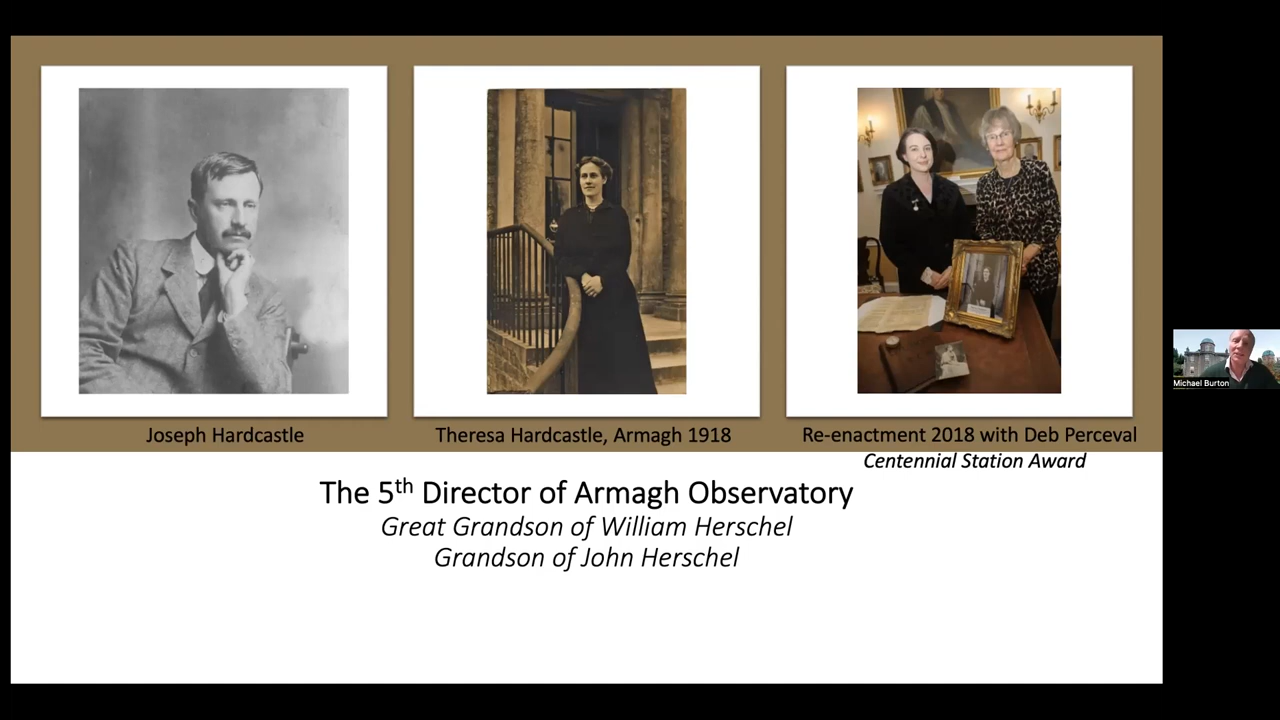 Joseph Hardcastle
Theresa Hardcastle, Armagh 1918
Re-enactment 2018 with Deb Perceval
Centennial Station Award
The 5th Director of Armagh Observatory
Great Grandson of William Herschel
Grandson of John Herschel
Michael Burton